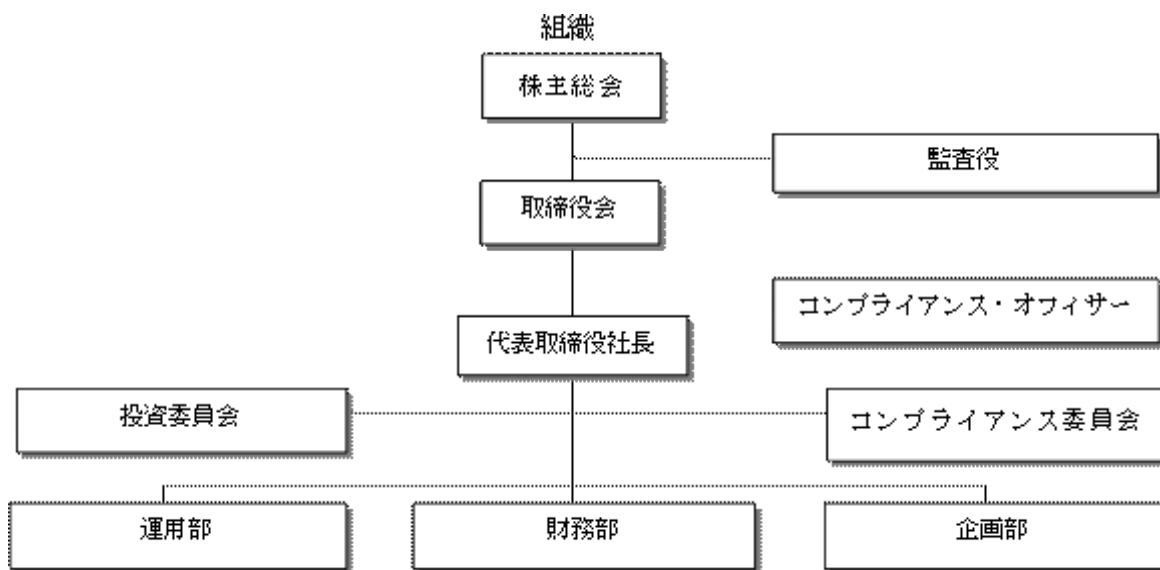 組織
株主総会
監査役
取締役会
コンプライアンス・オフィサー
代表取締役社長
投資委員会
コンプライアンス委員会
運用部
財務部
企画部